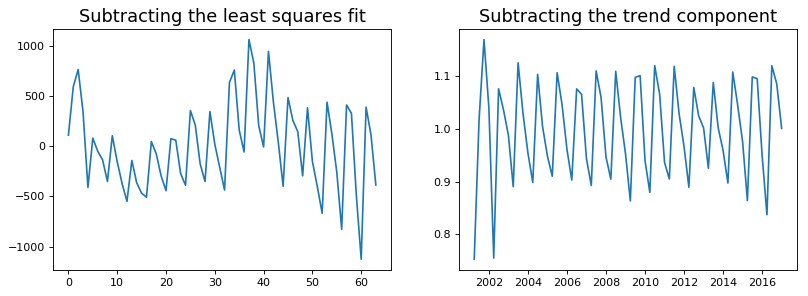 Subtracting the least squares fit
1000
500
0
−500
−1000
0 10 20 30 40 50 60
Subtracting the trend component
1.1
1.0
0.9
0.8
2002 2004 2006 2008 2010 2012 2014 2016